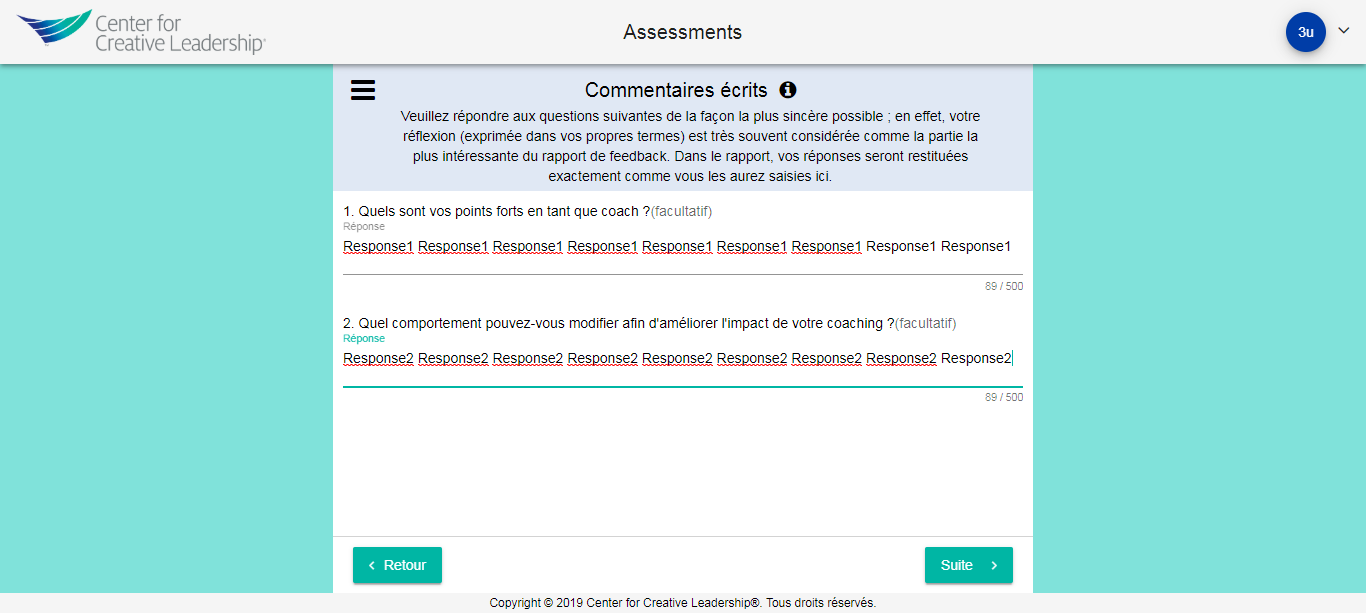 Center for
Creative Leadership®
Assessments
3u
Commentaires écrits
Veuillez répondre aux questions suivantes de la façon la plus sincère possible ; en effet, votre
réflexion (exprimée dans vos propres termes) est très souvent considérée comme la partie la
plus intéressante du rapport de feedback. Dans le rapport, vos réponses seront restituées
exactement comme vous les aurez saisies ici.
1. Quels sont vos points forts en tant que coach ?(facultatif)
Réponse
Response1 Response1 Response1 Response1 Response1 Response1 Response1 Response1 Response1
89 / 500
2. Quel comportement pouvez-vous modifier afin d'améliorer l'impact de votre coaching ?(facultatif)
Réponse
Response2 Response2 Response2 Response2 Response2 Response2 Response2 Response2 Response2
89 / 500
Retour
Suite
Copyright © 2019 Center for Creative Leadership®. Tous droits réservés.